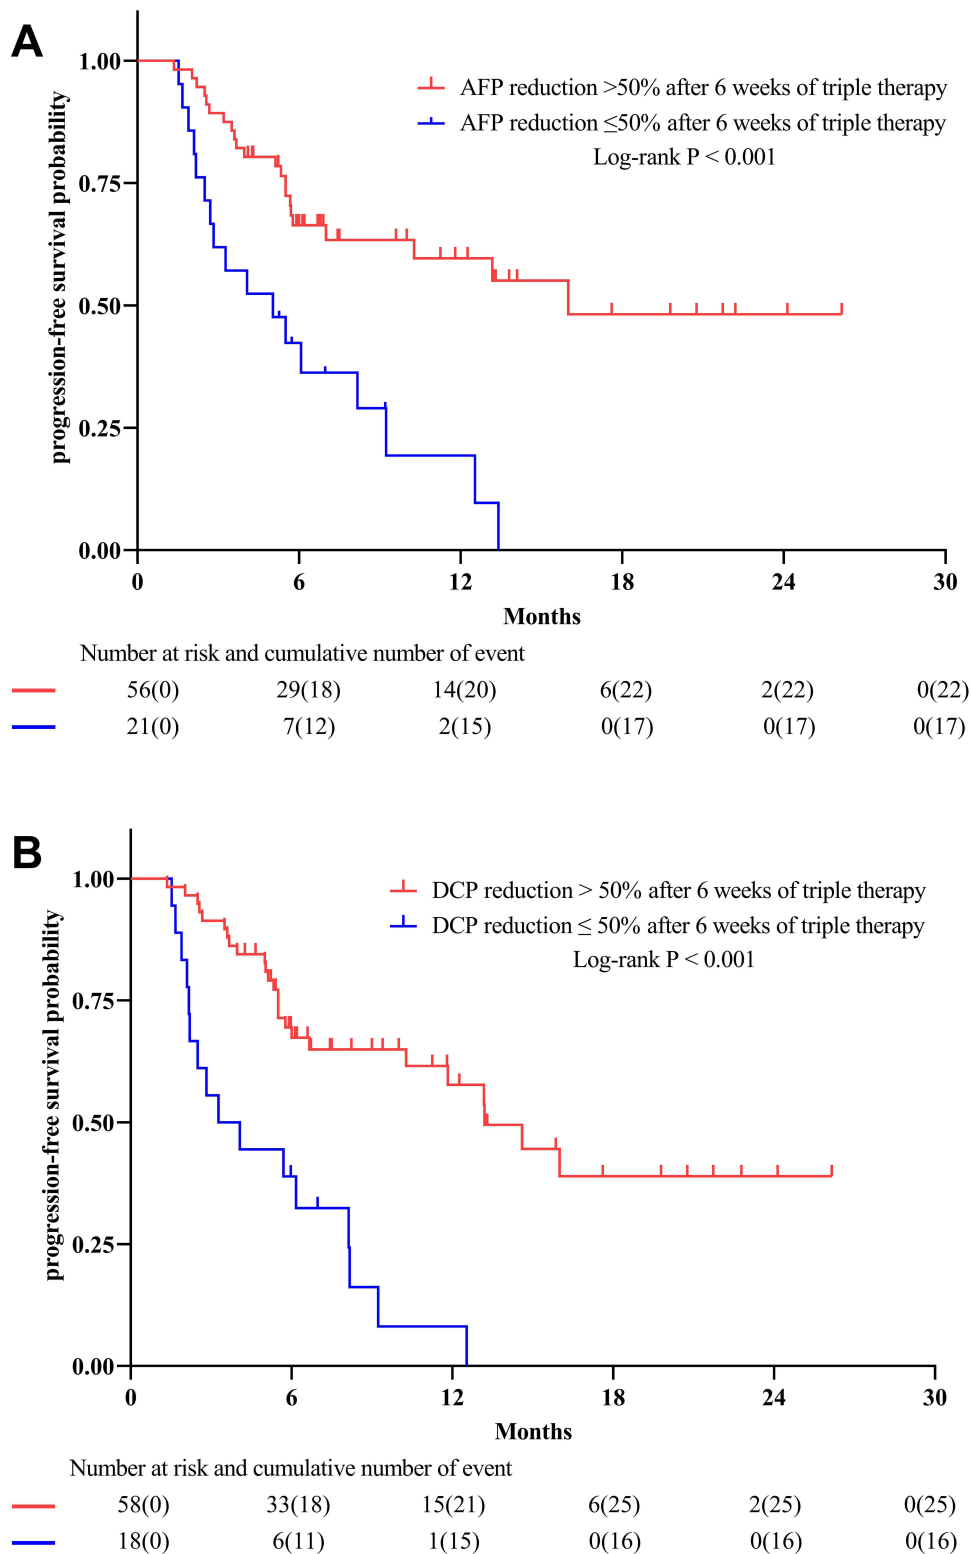 A
1.00
0.75
0.50
0.25
0.00
progression-free survival probability
AFP reduction >50% after 6 weeks of triple therapy
AFP reduction ≤50% after 6 weeks of triple therapy
Log-rank P < 0.001
0 6 12 18 24 30
Months
Number at risk and cumulative number of event
56(0) 29(18) 14(20) 6(22) 2(22) 0(22)
21(0) 7(12) 2(15) 0(17) 0(17) 0(17)
B
1.00
0.75
0.50
0.25
0.00
progression-free survival probability
DCP reduction > 50% after 6 weeks of triple therapy
DCP reduction ≤ 50% after 6 weeks of triple therapy
Log-rank P < 0.001
0 6 12 18 24 30
Months
Number at risk and cumulative number of event
58(0) 33(18) 15(21) 6(25) 2(25) 0(25)
18(0) 6(11) 1(15) 0(16) 0(16) 0(16)